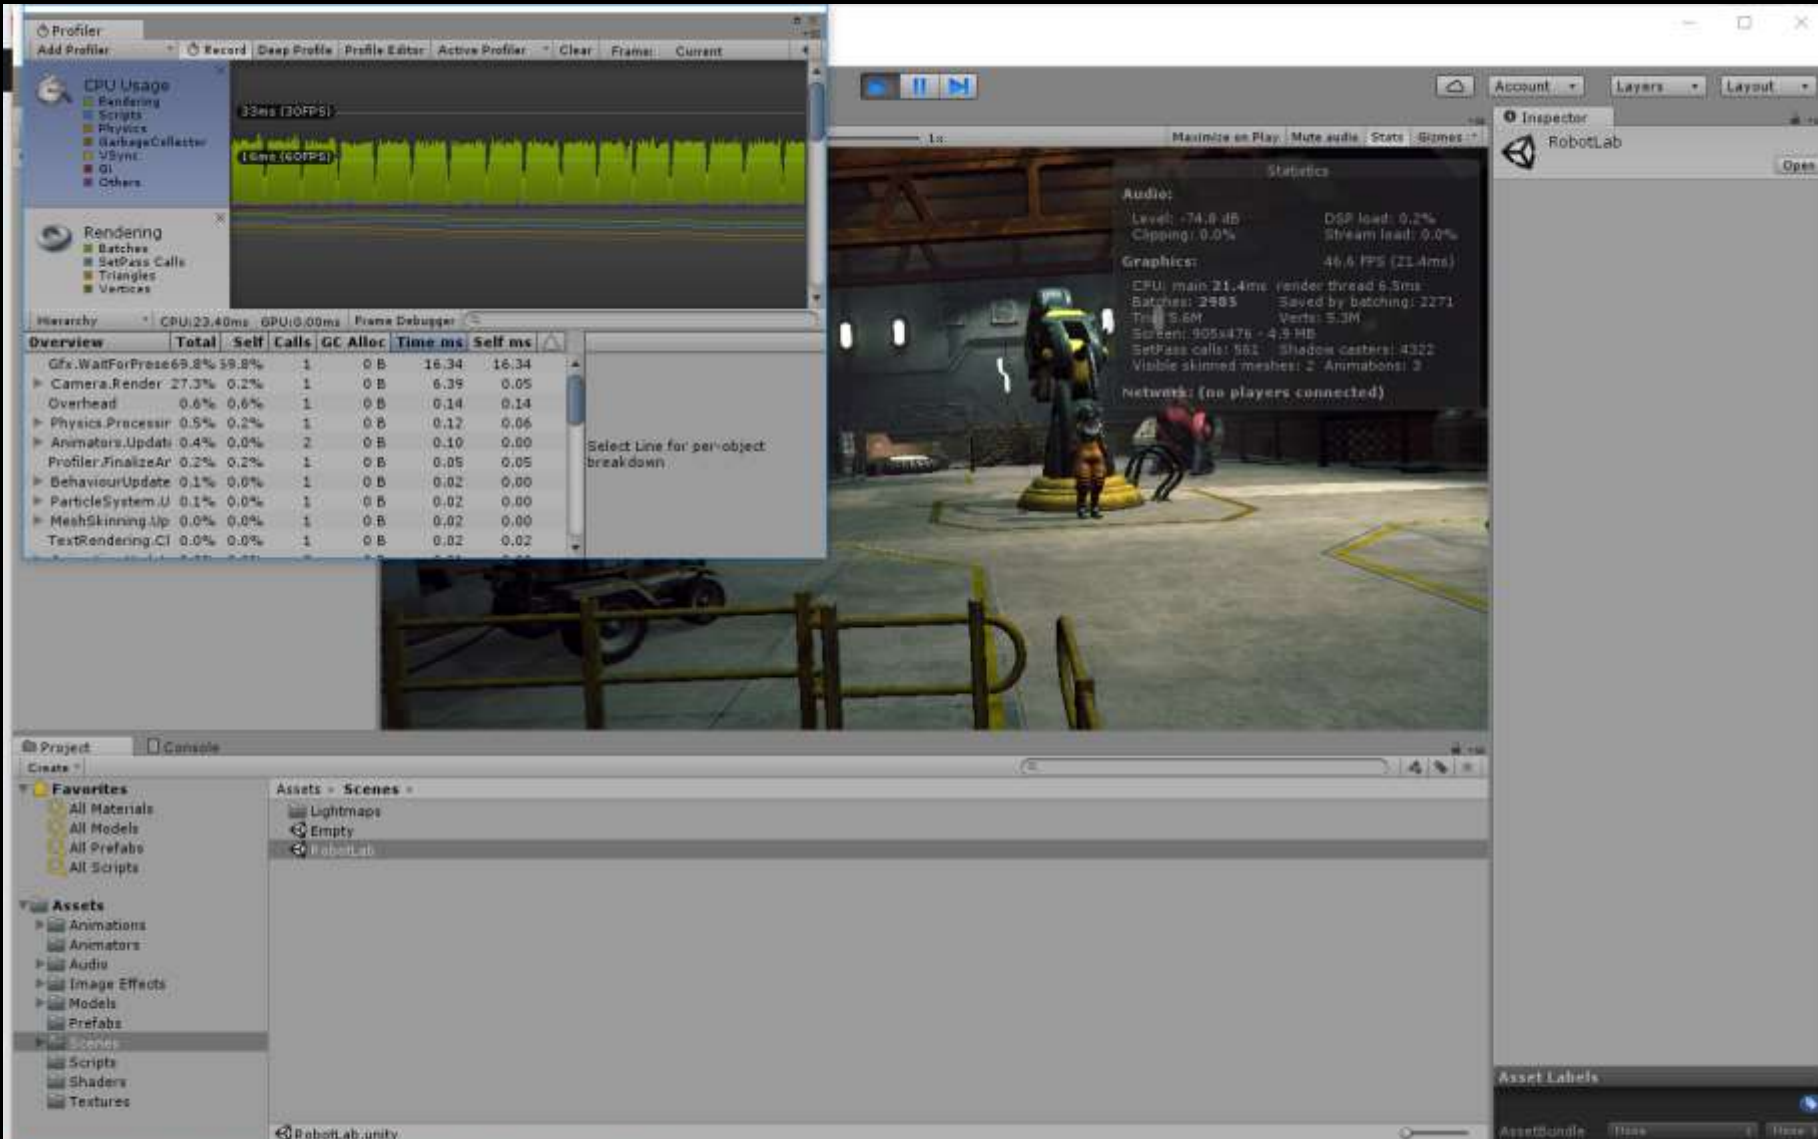 Profiler
Add Profiler Record Deep Profile Profile Editor Active Profiler Clear Frame: Current
CPU Usage
Rendering
Scripts
Physics
GarbageCollector
VSync
GI
Others
33ms (30FPS)
16ms (60FPS)
Rendering
Batches
SetPass Calls
Triangles
Vertices
Hierarchy CPU:23.40ms GPU:0.00ms Frame Debugger
Overview Total Self Calls GC Alloc Time ms Self ms
Gfx.WaitForPrese 69.8% 1 0 B 16.34 16.34
Camera.Render 27.3% 0.2% 1 0 B 6.39 0.05
Overhead 0.6% 0.6% 1 0 B 0.14 0.14
Physics.Processir 0.5% 0.2% 1 0 B 0.12 0.06
Animators.Updat 0.4% 0.0% 2 0 B 0.10 0.00
Profiler.FinalizeAr 0.2% 0.2% 1 0 B 0.05 0.05
BehaviourUpdate 0.1% 0.0% 1 0 B 0.02 0.00
ParticleSystem.U 0.1% 0.0% 1 0 B 0.02 0.00
MeshSkinning.Up 0.0% 0.0% 1 0 B 0.02 0.00
TextRendering.Cl 0.0% 0.0% 1 0 B 0.02 0.02
Select Line for per-object
breakdown
Account Layers Layout
1x Maximize on Play Mute audio Stats Gizmos
Statistics
Audio:
Level: -74.8 dB DSP load: 0.2%
Clipping: 0.0% Stream load: 0.0%
Graphics: 46.6 FPS (21.4ms)
CPU: main 21.4ms render thread 6.5ms
Batches: 2985 Saved by batching: 2271
5.6M Verts: 5.3M
Screen: 905x476 - 4.9 MB
SetPass calls: 561 Shadow casters: 4322
Visible skinned meshes: 2 Animations: 3
Network: (no players connected)
Inspector
RobotLab
Open
Project Console
Create
Favorites
All Materials
All Models
All Prefabs
All Scripts
Assets
Animations
Animators
Audio
Image Effects
Models
Prefabs
Scenes
Scripts
Shaders
Textures
Assets Scenes
Lightmaps
Empty
RobotLab
RobotLab.unity
Asset Labels
AssetBundle None None